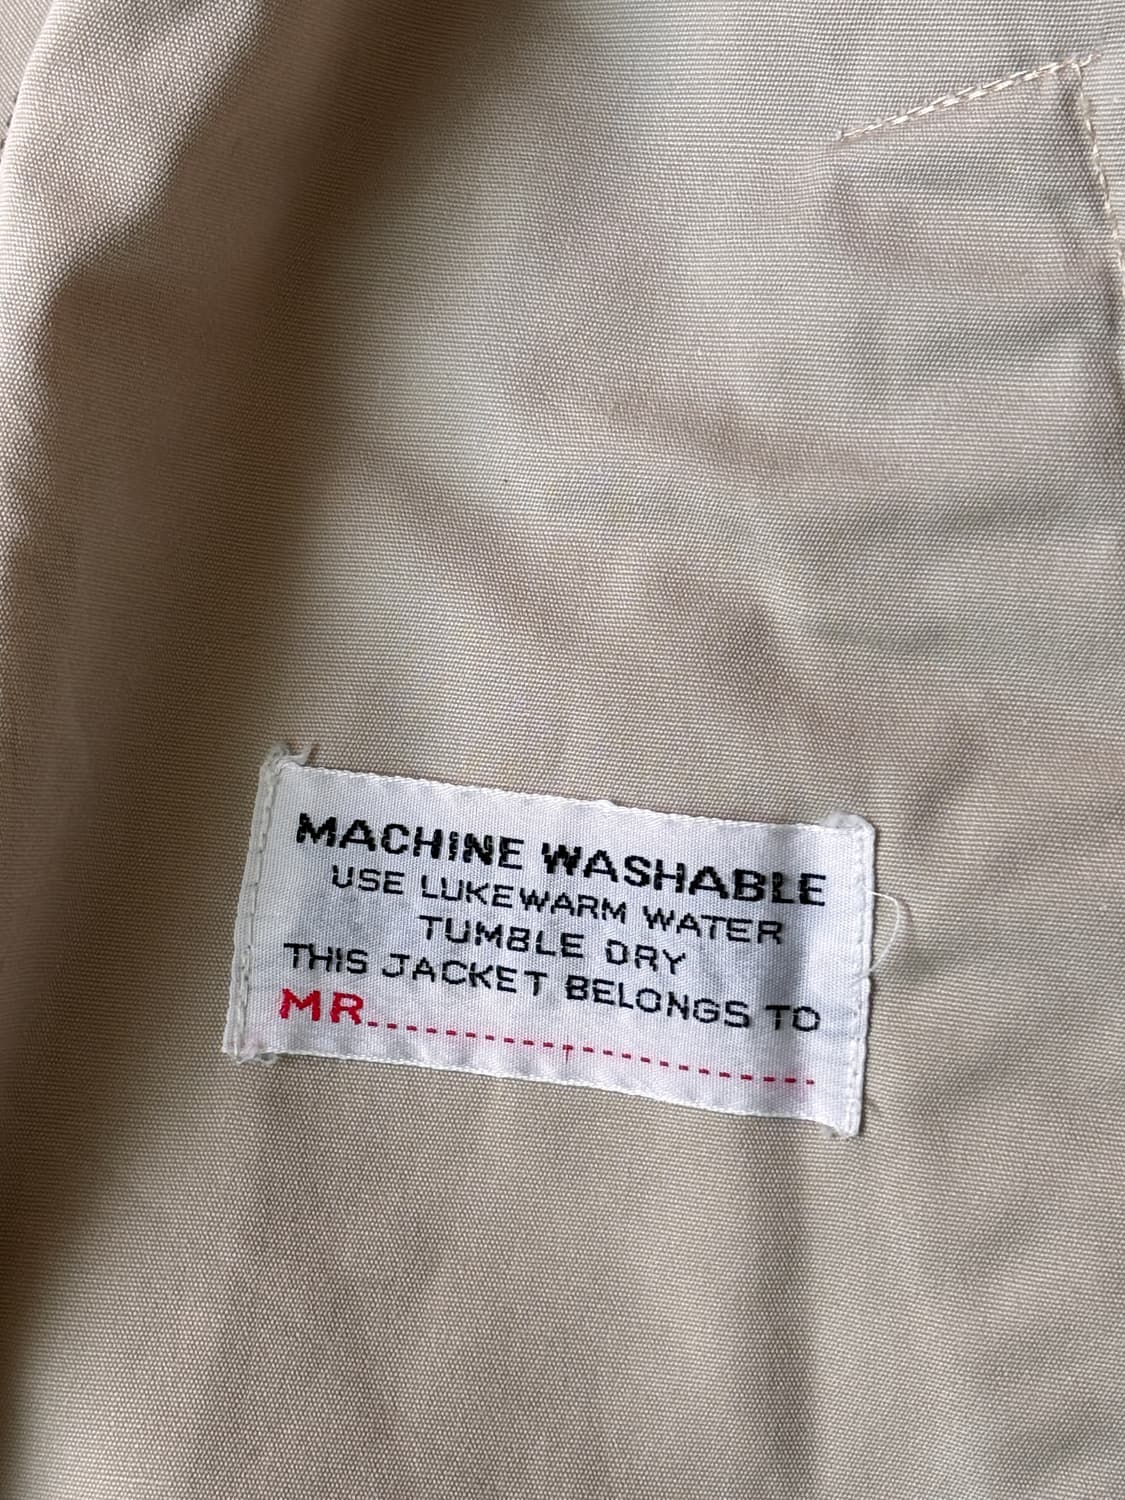 MACHINE WASHABLE
USE LUKEWARM WATER
TUMBLE DRY
THIS JACKET BELONGS TO
MR........................